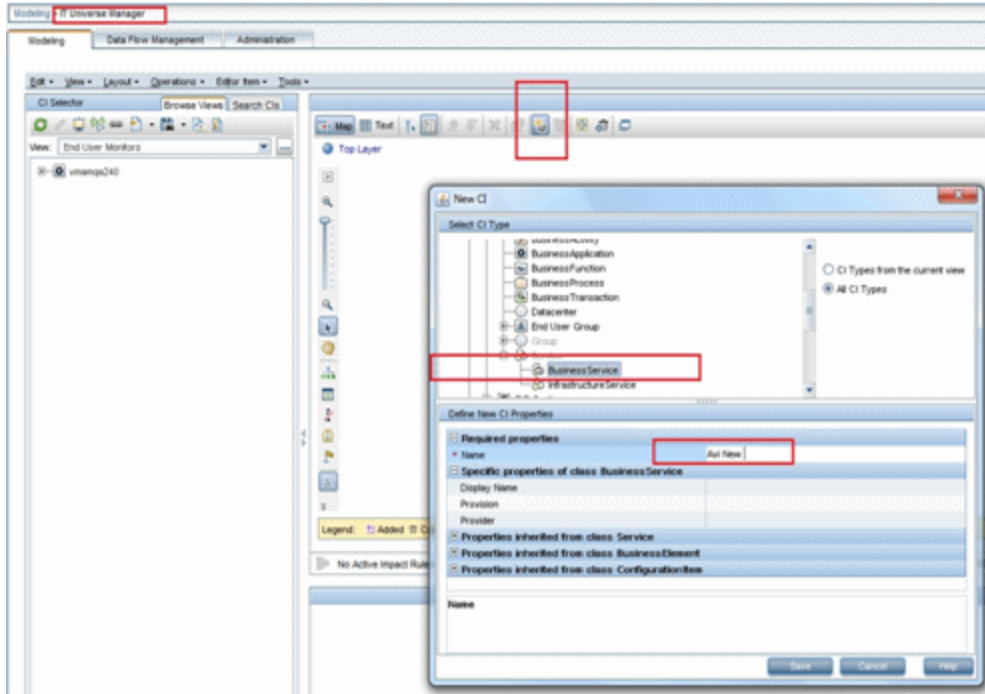 Modeling > IT Universe Manager
Modeling Data Flow Management Administration
Edit View Layout Operations Editor Item Tools
CI Selector Browse Views Search CIs
View: End User Monitors
vmamqa240
Map Text
Top Layer
New CI
Select CI Type
BusinessActivity
BusinessApplication
BusinessFunction
BusinessProcess
BusinessTransaction
Datacenter
End User Group
Group
Service
BusinessService
InfrastructureService
CI Types from the current view
All CI Types
Define New CI Properties
Required properties
* Name Avi New
Specific properties of class BusinessService
Display Name
Provision
Provider
Properties inherited from class Service
Properties inherited from class BusinessElement
Properties inherited from class ConfigurationItem
Name
Save Cancel Help
Legend: Added
No Active Impact Rule